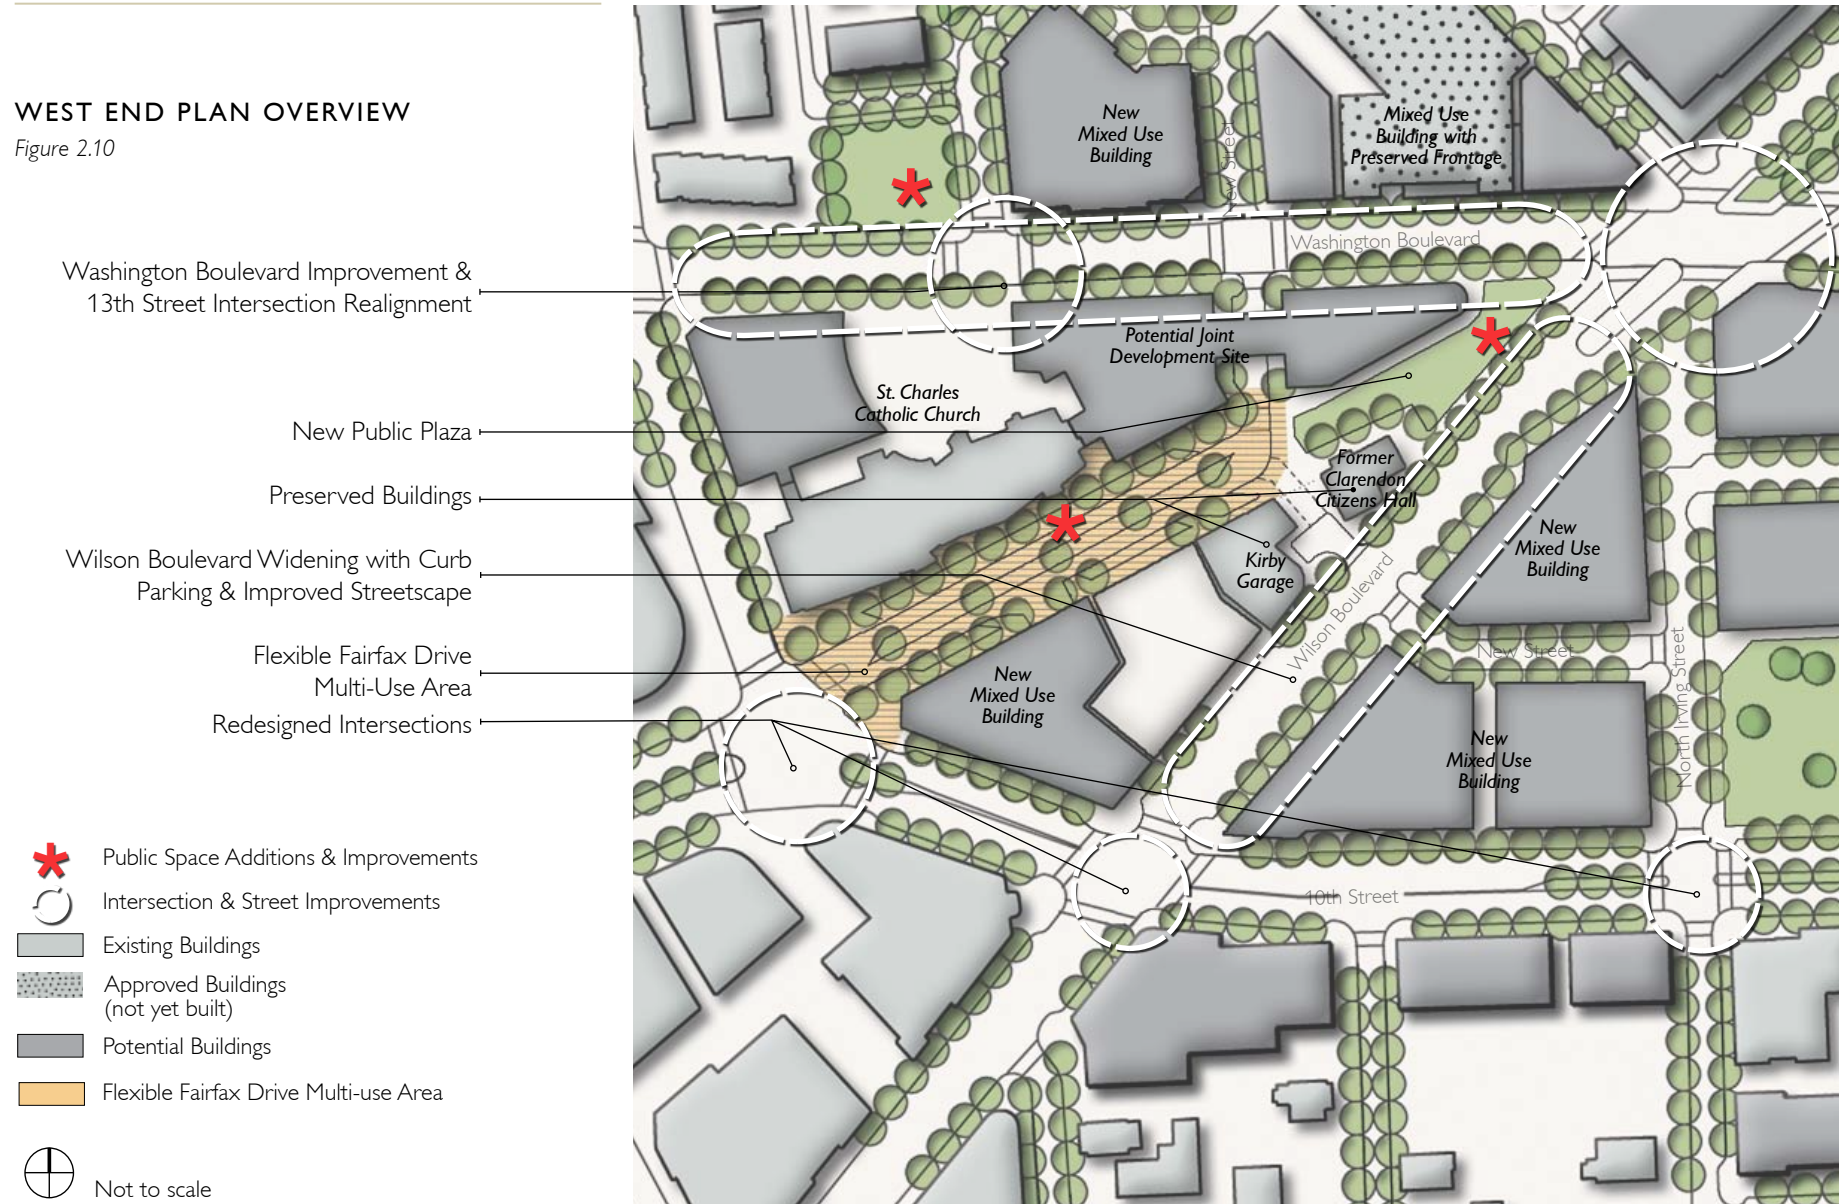 WEST END PLAN OVERVIEW
Figure 2.10
Washington Boulevard Improvement &
13th Street Intersection Realignment
New Public Plaza
Preserved Buildings
Wilson Boulevard Widening with Curb
Parking & Improved Streetscape
Flexible Fairfax Drive
Multi-Use Area
Redesigned Intersections
Public Space Additions & Improvements
Intersection & Street Improvements
Existing Buildings
Approved Buildings
(not yet built)
Potential Buildings
Flexible Fairfax Drive Multi-use Area
Not to scale
New
Mixed Use
Building
New Street
Mixed Use
Building with
Preserved Frontage
Washington Boulevard
Potential Joint
Development Site
St. Charles
Catholic Church
Former
Clarendon
Citizens Hall
Kirby
Garage
New
Mixed Use
Building
Wilson Boulevard
New Street
North Irving Street
New
Mixed Use
Building
New
Mixed Use
Building
10th Street